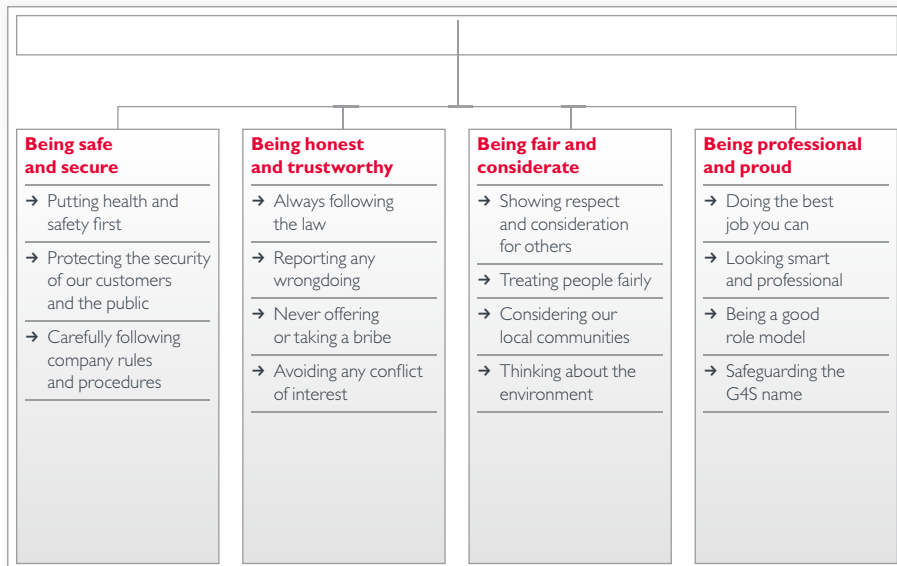 Being safe
and secure
→ Putting health and
safety first
→ Protecting the security
of our customers
and the public
→ Carefully following
company rules
and procedures
Being honest
and trustworthy
→ Always following
the law
→ Reporting any
wrongdoing
→ Never offering
or taking a bribe
→ Avoiding any conflict
of interest
Being fair and
considerate
→ Showing respect
and consideration
for others
→ Treating people fairly
→ Considering our
local communities
→ Thinking about the
environment
Being professional
and proud
→ Doing the best
job you can
→ Looking smart
and professional
→ Being a good
role model
→ Safeguarding the
G4S name